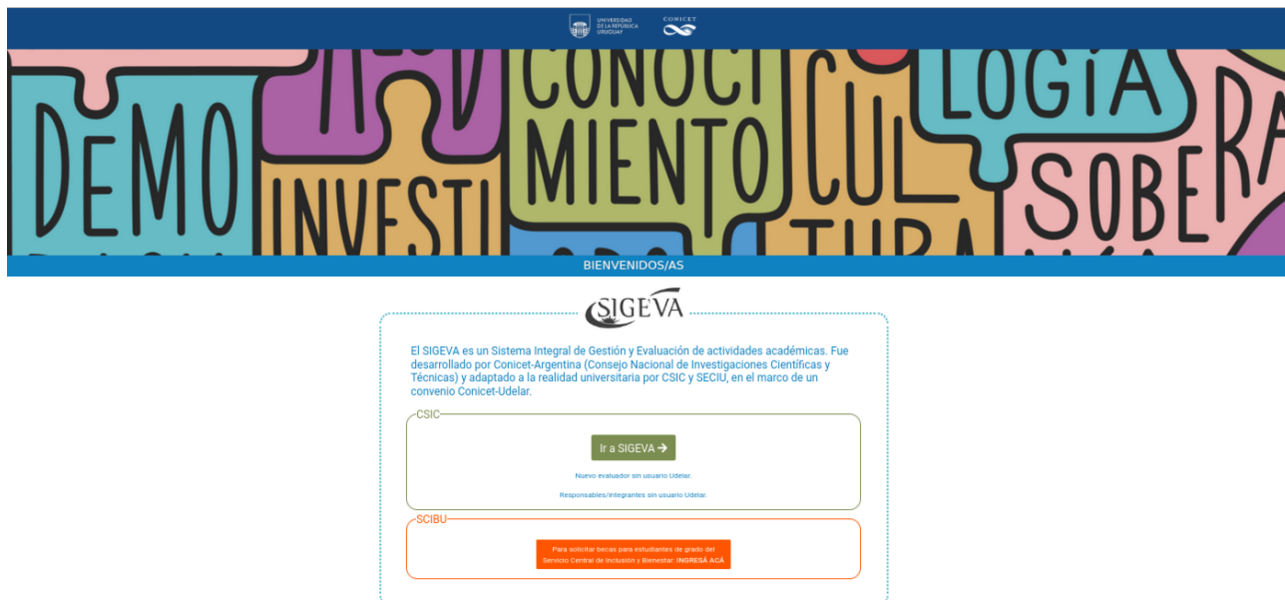 UNIVERSIDAD
DE LA REPÚBLICA
URUGUAY
CONICET
CONOCI
MIENTO
CUL
TURA
LOGÍA
DEMO
INVESTI
SOBE
RA
BIENVENIDOS/AS
SIGEVA
El SIGEVA es un Sistema Integral de Gestión y Evaluación de actividades académicas. Fue
desarrollado por Conicet-Argentina (Consejo Nacional de Investigaciones Científicas y
Técnicas) y adaptado a la realidad universitaria por CSIC y SECIU, en el marco de un
convenio Conicet-Udelar.
CSIC
Ir a SIGEVA →
Nuevo evaluador sin usuario Udelar.
Responsables/integrantes sin usuario Udelar.
SCIBU
Para solicitar becas para estudiantes de grado del
Servicio Central de Inclusión y Bienestar: INGRESÁ ACÁ